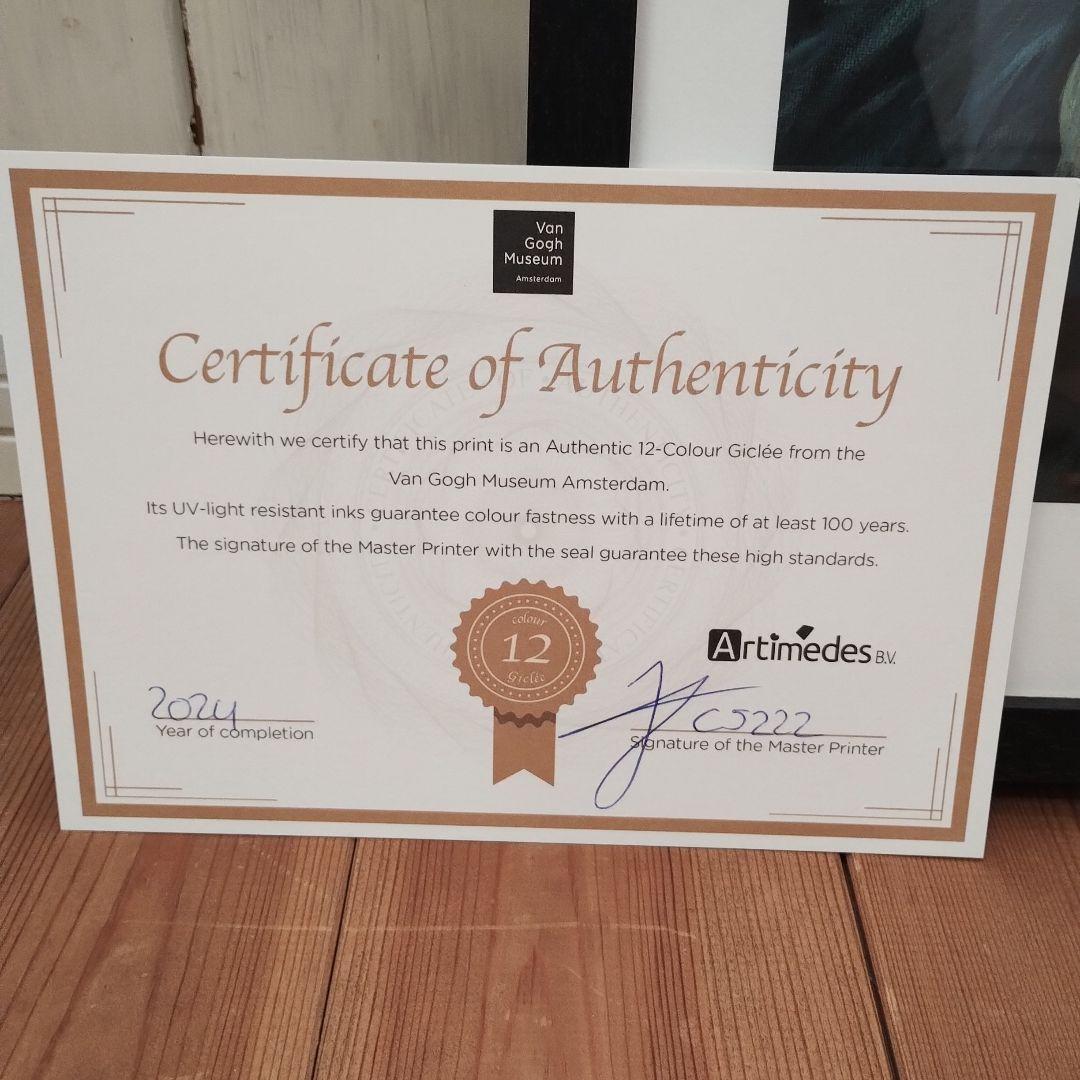 Van
Gogh
Museum
Amsterdam
Certificate of Authenticity
Herewith we certify that this print is an Authentic 12-Colour Giclée from the
Van Gogh Museum Amsterdam.
Its UV-light resistant inks guarantee colour fastness with a lifetime of at least 100 years.
The signature of the Master Printer with the seal guarantee these high standards.
colour
12
Giclée
Artimedes B.V.
2024
Year of completion
C5222
Signature of the Master Printer